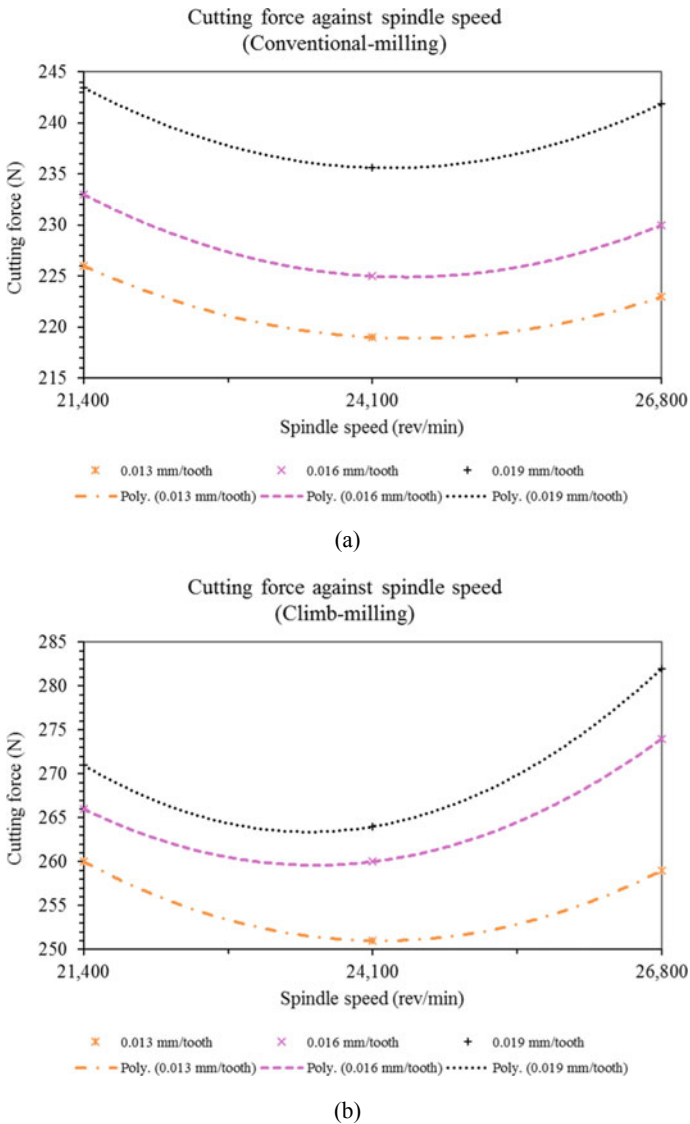 Cutting force against spindle speed
(Conventional-milling)
245
240
235
230
225
220
215
Cutting force (N)
21,400
24,100
26,800
Spindle speed (rev/min)
0.013 mm/tooth
0.016 mm/tooth
0.019 mm/tooth
Poly. (0.013 mm/tooth)
Poly. (0.016 mm/tooth)
Poly. (0.019 mm/tooth)
(a)
Cutting force against spindle speed
(Climb-milling)
285
280
275
270
265
260
255
250
Cutting force (N)
21,400
24,100
26,800
Spindle speed (rev/min)
0.013 mm/tooth
0.016 mm/tooth
0.019 mm/tooth
Poly. (0.013 mm/tooth)
Poly. (0.016 mm/tooth)
Poly. (0.019 mm/tooth)
(b)